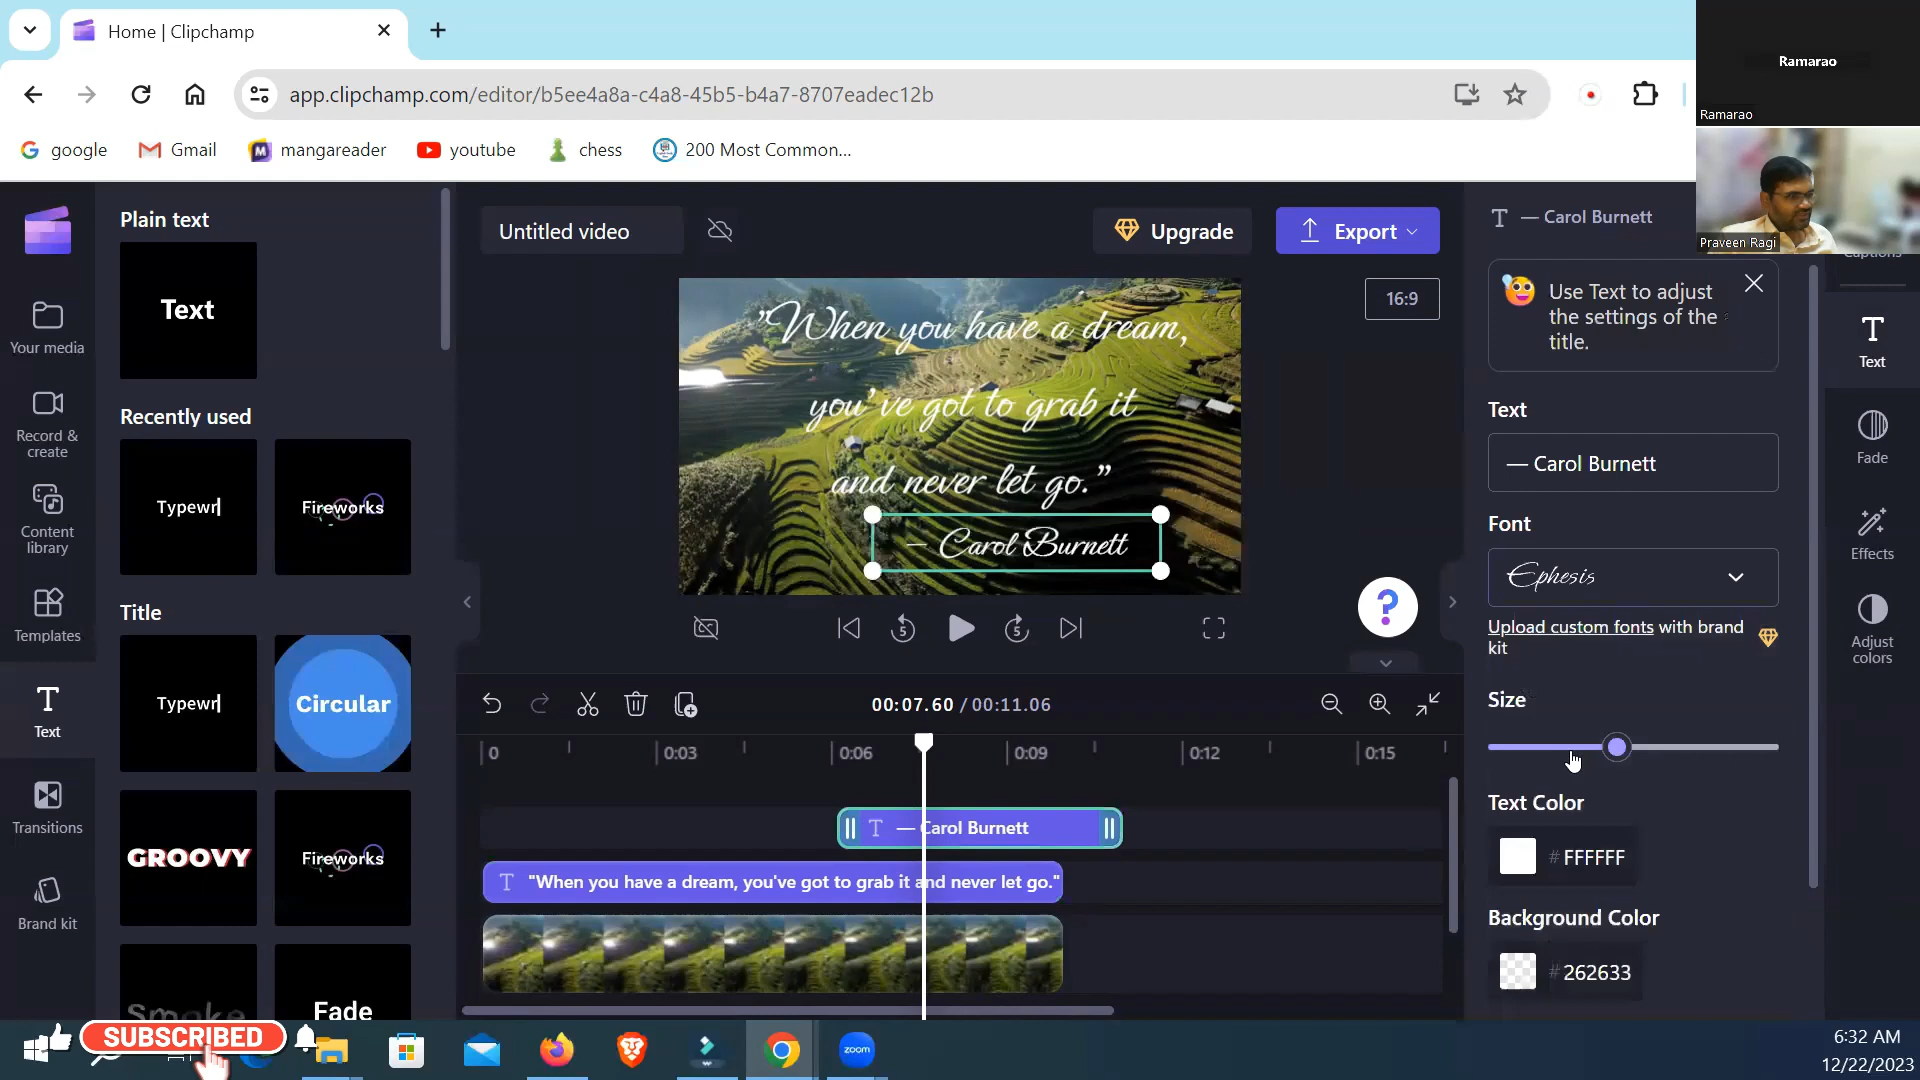 Home | Clipchamp
app.clipchamp.com/editor/b5ee4a8a-c4a8-45b5-b4a7-8707eadec12b
google
Gmail
mangareader
youtube
chess
200 Most Common...
Ramarao
Ramarao
Praveen Ragi
Your media
Record &
create
Content
library
Templates
Text
Transitions
Brand kit
Plain text
Text
Recently used
Typewr
Fireworks
Title
Typewr
Circular
GROOVY
Fireworks
Smoke
Fade
Untitled video
Upgrade
Export
16:9
"When you have a dream,
you've got to grab it
and never let go."
— Carol Burnett
5
5
?
00:07.60 / 00:11.06
0
0:03
0:06
0:09
0:12
0:15
T — Carol Burnett
T "When you have a dream, you've got to grab it and never let go."
T — Carol Burnett
Use Text to adjust
the settings of the
title.
Text
— Carol Burnett
Font
Ephesis
Upload custom fonts with brand
kit
Size
Text Color
# FFFFFF
Background Color
# 262633
Captions
Text
Fade
Effects
Adjust
colors
SUBSCRIBED
zoom
6:32 AM
12/22/2023